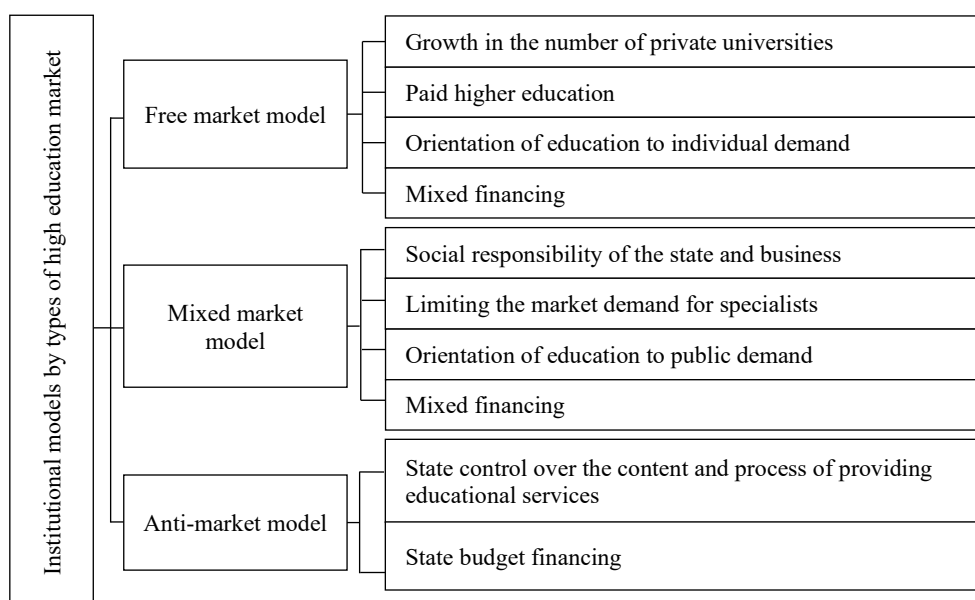 Institutional models by types of high education market
Free market model
Growth in the number of private universities
Paid higher education
Orientation of education to individual demand
Mixed financing
Mixed market
model
Social responsibility of the state and business
Limiting the market demand for specialists
Orientation of education to public demand
Mixed financing
Anti-market model
State control over the content and process of providing
educational services
State budget financing